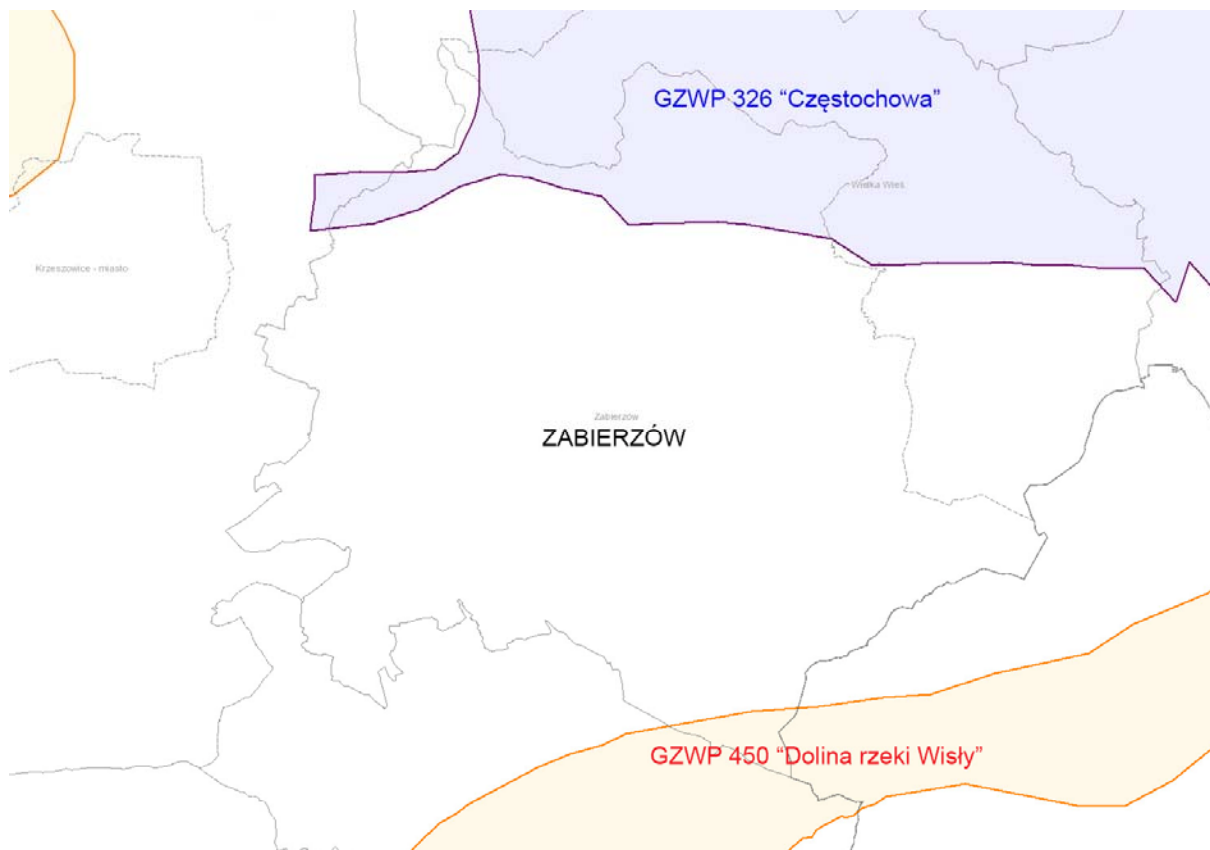 GZWP 326 “Częstochowa”
Wielka Wieś
Krzeszowice - miasto
Zabierzów
ZABIERZÓW
GZWP 450 “Dolina rzeki Wisły”